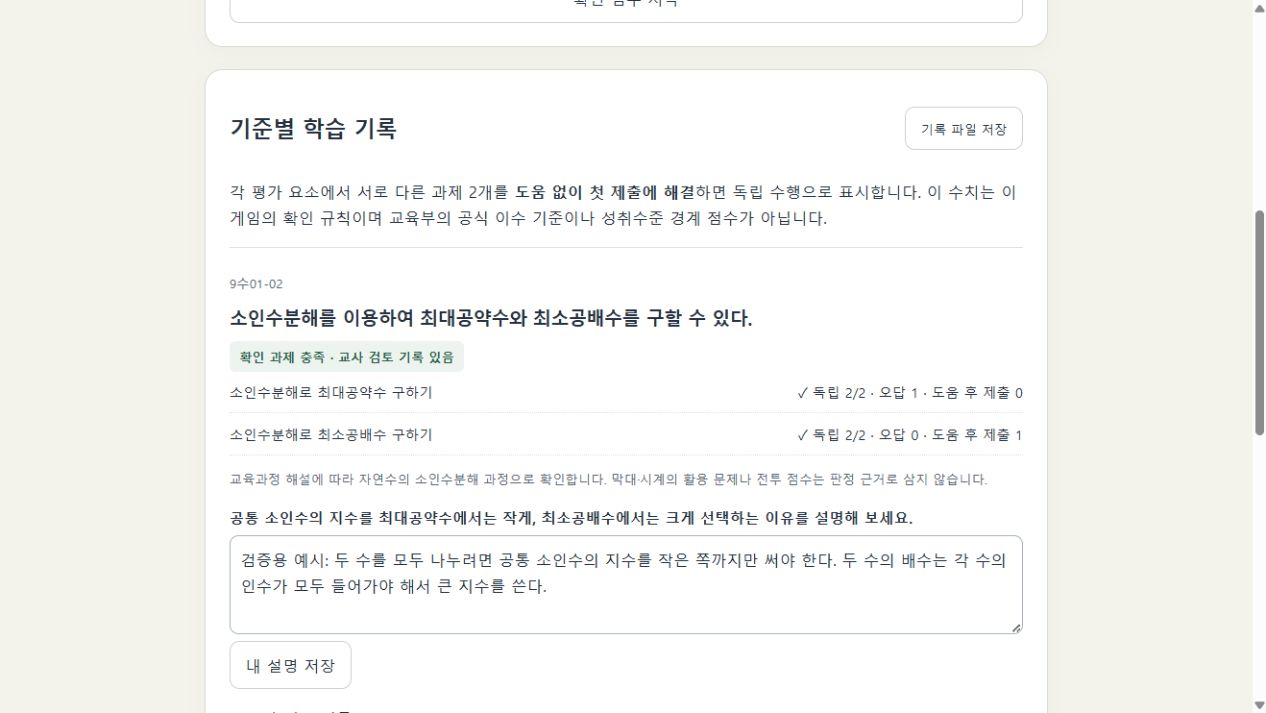 기준별 학습 기록
기록 파일 저장
각 평가 요소에서 서로 다른 과제 2개를 도움 없이 첫 제출에 해결하면 독립 수행으로 표시합니다. 이 수치는 이
게임의 확인 규칙이며 교육부의 공식 이수 기준이나 성취수준 경계 점수가 아닙니다.
9수01-02
소인수분해를 이용하여 최대공약수와 최소공배수를 구할 수 있다.
확인 과제 충족 · 교사 검토 기록 있음
소인수분해로 최대공약수 구하기 ✓ 독립 2/2 · 오답 1 · 도움 후 제출 0
소인수분해로 최소공배수 구하기 ✓ 독립 2/2 · 오답 0 · 도움 후 제출 1
교육과정 해설에 따라 자연수의 소인수분해 과정으로 확인합니다. 막대·시계의 활용 문제나 전투 점수는 판정 근거로 삼지 않습니다.
공통 소인수의 지수를 최대공약수에서는 작게, 최소공배수에서는 크게 선택하는 이유를 설명해 보세요.
검증용 예시: 두 수를 모두 나누려면 공통 소인수의 지수를 작은 쪽까지만 써야 한다. 두 수의 배수는 각 수의
인수가 모두 들어가야 해서 큰 지수를 쓴다.
내 설명 저장